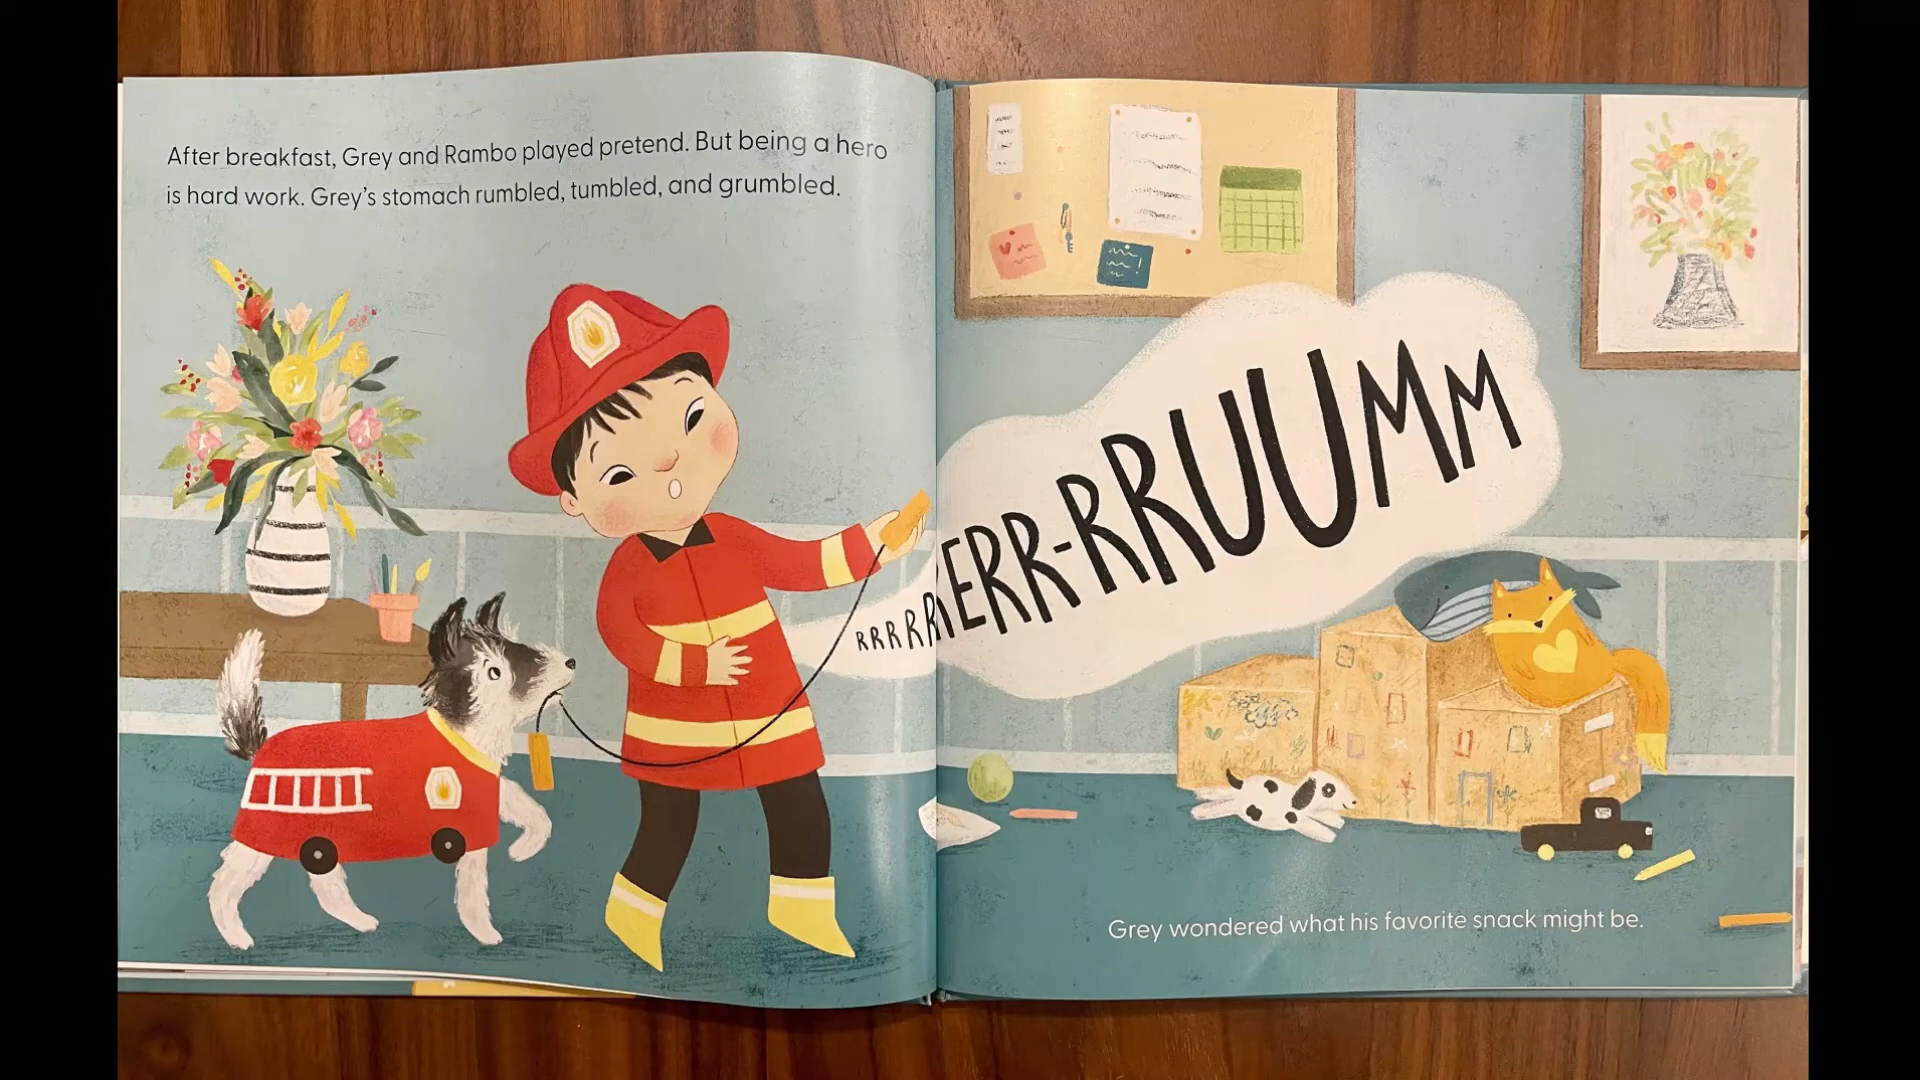 After breakfast, Grey and Rambo played pretend. But being a hero
is hard work. Grey's stomach rumbled, tumbled, and grumbled.
RRRRRRERR-RRUUMM
Grey wondered what his favorite snack might be.